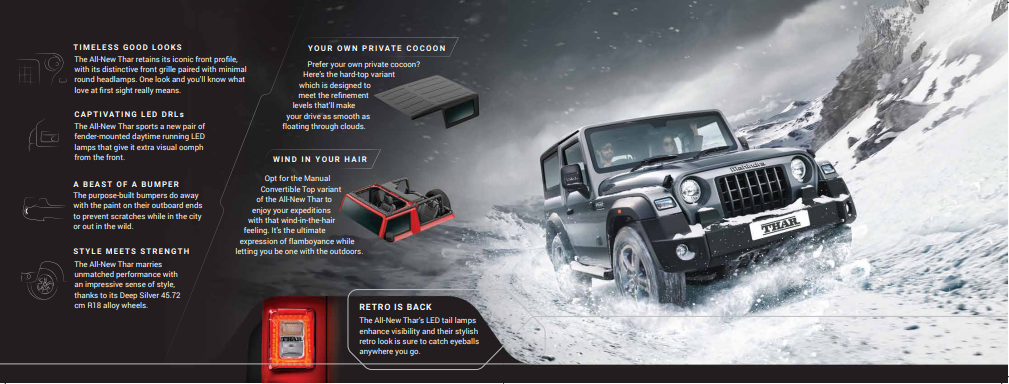 TIMELESS GOOD LOOKS
The All-New Thar retains its iconic front profile,
with its distinctive front grille paired with minimal
round headlamps. One look and you'll know what
love at first sight really means.
CAPTIVATING LED DRLs
The All-New Thar sports a new pair of
fender-mounted daytime running LED
lamps that give it extra visual oomph
from the front.
A BEAST OF A BUMPER
The purpose-built bumpers do away
with the paint on their outboard ends
to prevent scratches while in the city
or out in the wild.
STYLE MEETS STRENGTH
The All-New Thar marries
unmatched performance with
an impressive sense of style,
thanks to its Deep Silver 45.72
cm R18 alloy wheels.
YOUR OWN PRIVATE COCOON
Prefer your own private cocoon?
Here's the hard-top variant
which is designed to
meet the refinement
levels that'll make
your drive as smooth as
floating through clouds.
WIND IN YOUR HAIR
Opt for the Manual
Convertible Top variant
of the All-New Thar to
enjoy your expeditions
with that wind-in-the-hair
feeling. It's the ultimate
expression of flamboyance while
letting you be one with the outdoors.
THAR
RETRO IS BACK
The All-New Thar's LED tail lamps
enhance visibility and their stylish
retro look is sure to catch eyeballs
anywhere you go.
Mahindra
THAR